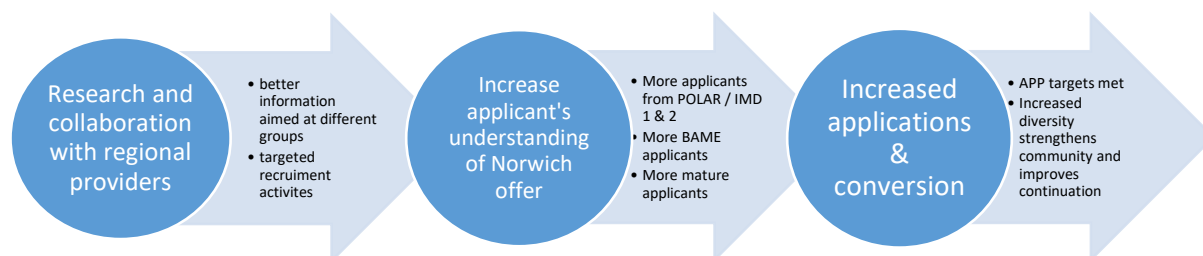 Research and
collaboration
with regional
providers
• better
information
aimed at different
groups
• targeted
recruiment
activites
Increase
applicant's
understanding
of Norwich
offer
• More applicants
from POLAR / IMD
1 & 2
• More BAME
applicants
• More mature
applicants
Increased
applications
&
conversion
• APP targets met
• Increased
diversity
strengthens
community and
improves
continuation